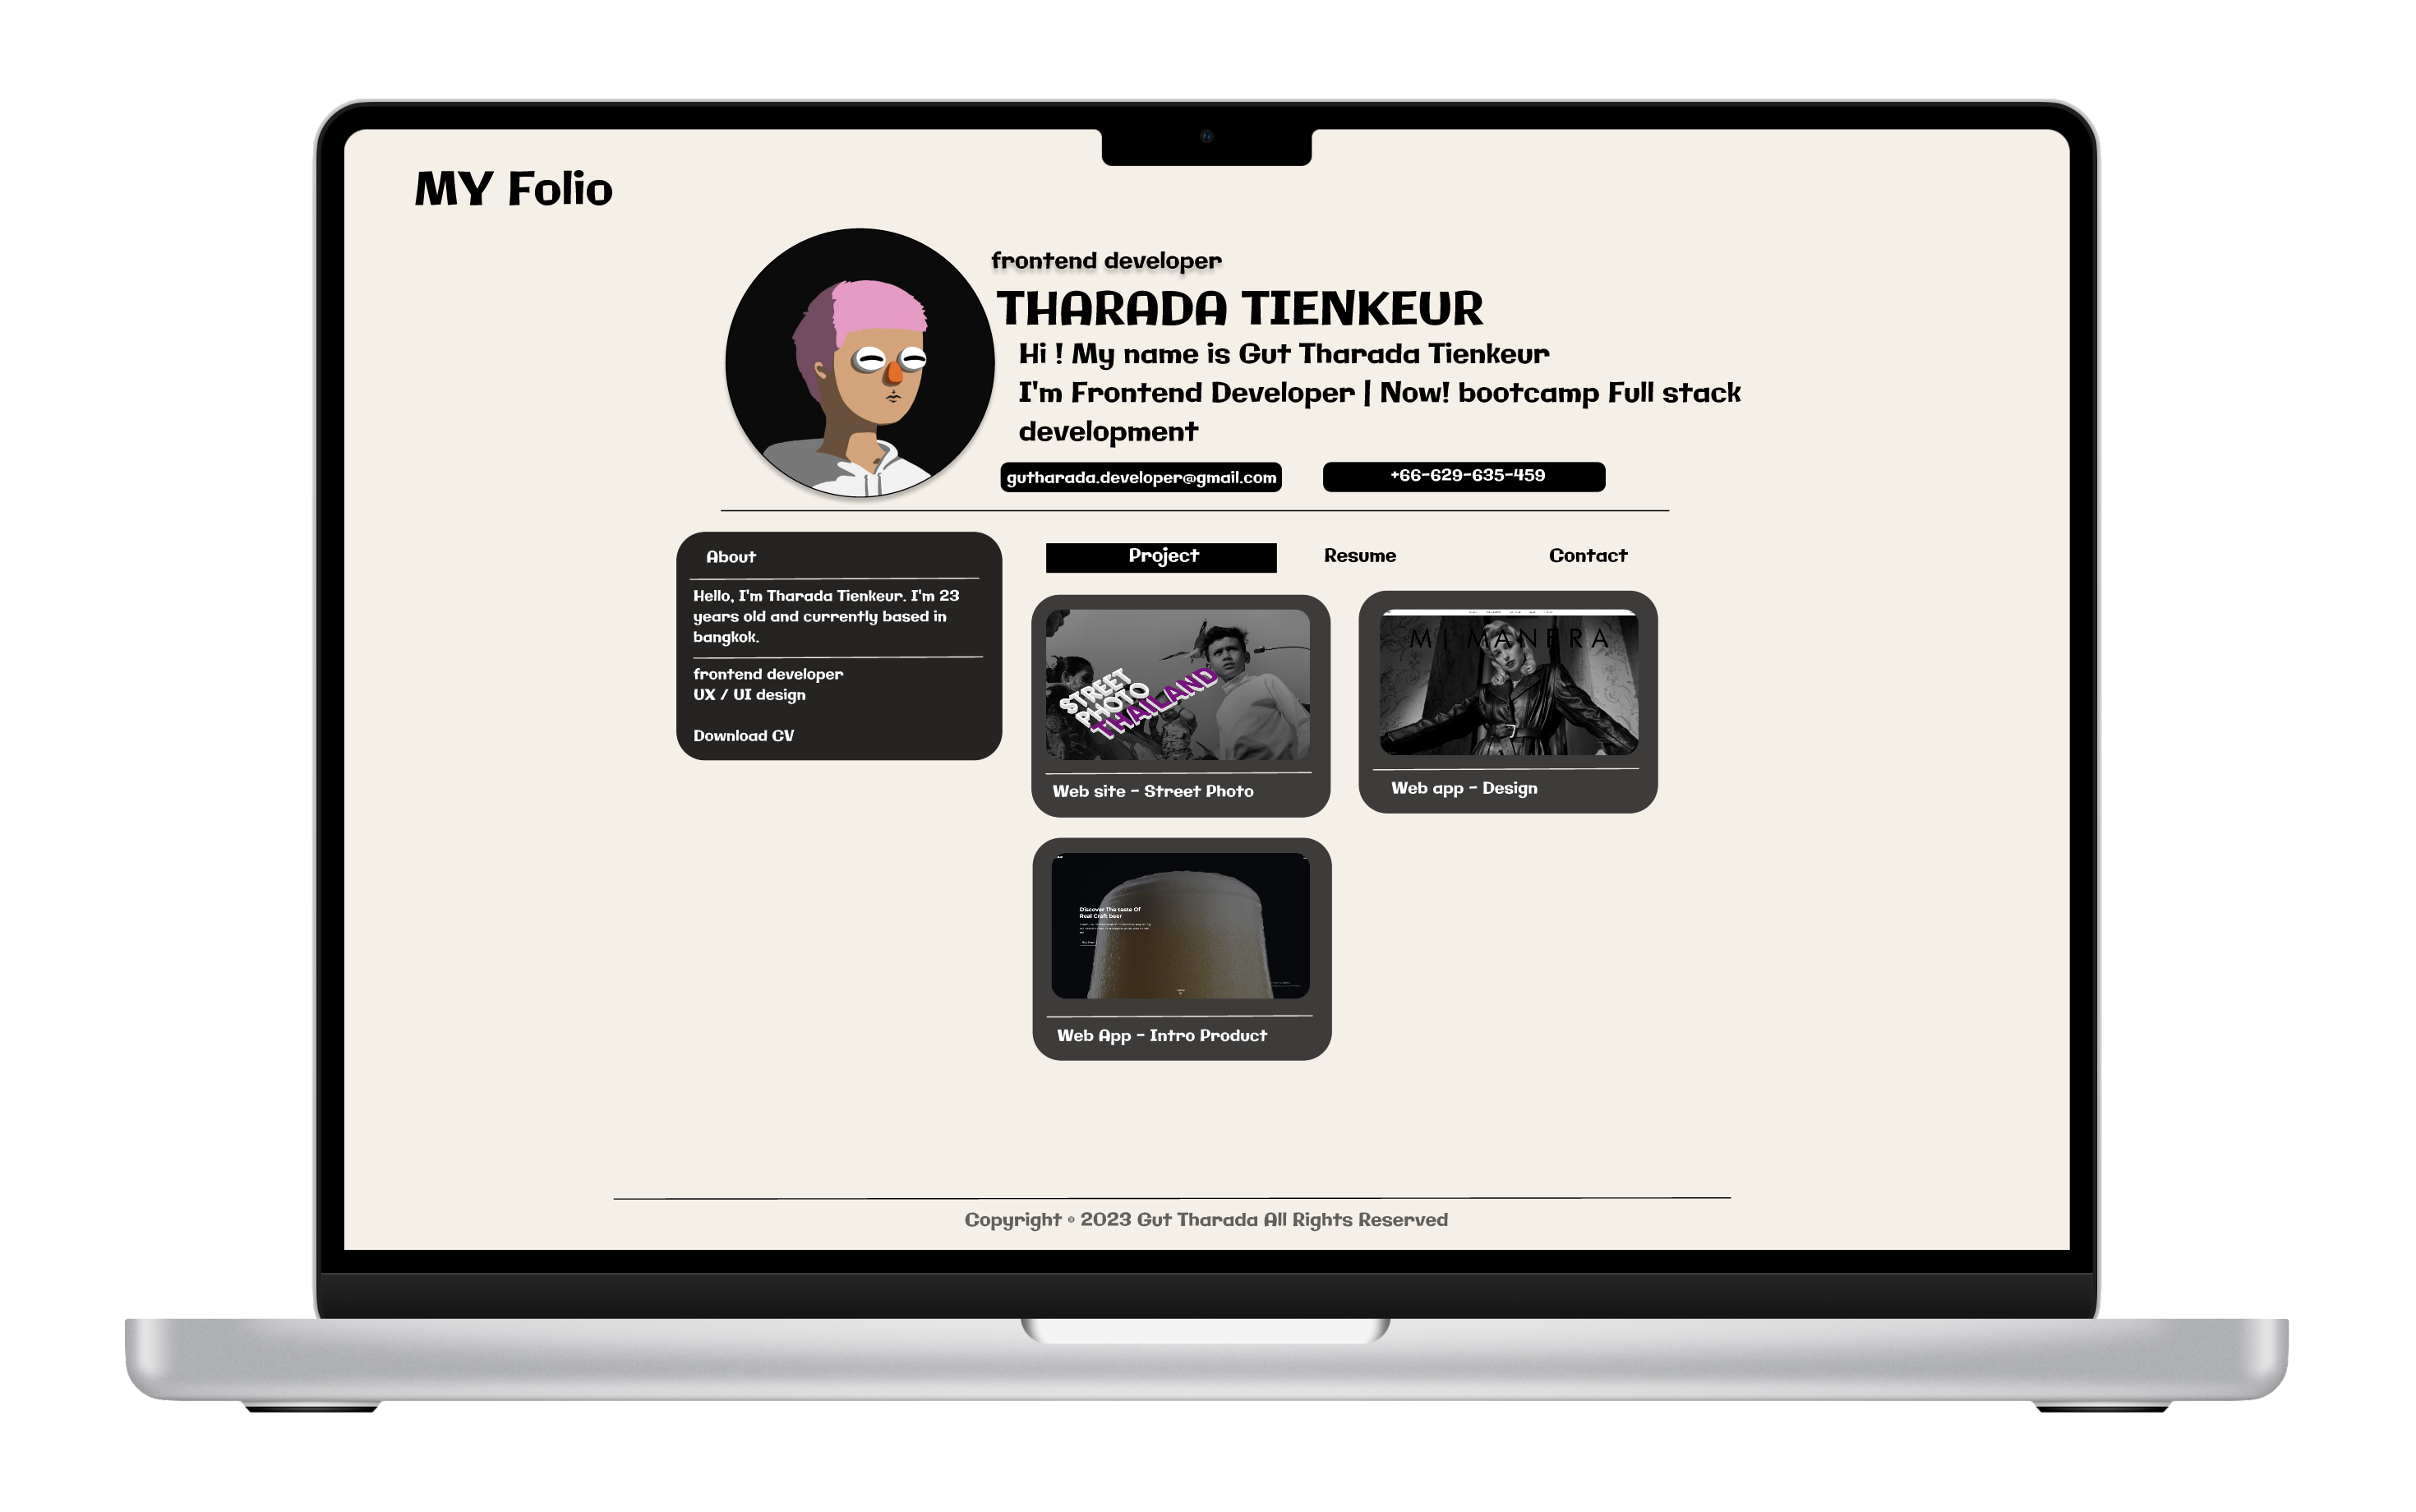 MY Folio
frontend developer
THARADA TIENKEUR
Hi ! My name is Gut Tharada Tienkeur
I'm Frontend Developer | Now! bootcamp Full stack
development
gutharada.developer@gmail.com
+66-629-635-459
About
Hello, I'm Tharada Tienkeur. I'm 23
years old and currently based in
bangkok.
frontend developer
UX / UI design
Download CV
Project
Resume
Contact
STREET
PHOTO
THAILAND
Web site - Street Photo
MI MANERA
Web app - Design
Discover The taste Of
Real Craft beer
Web App - Intro Product
Copyright © 2023 Gut Tharada All Rights Reserved